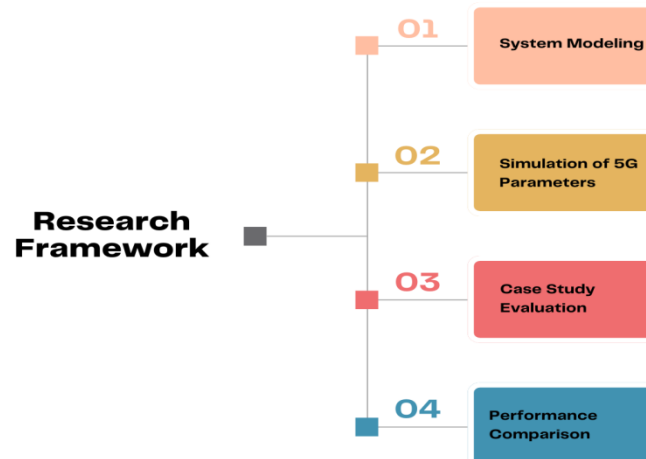 01
System Modeling
02
Simulation of 5G
Parameters
Research
Framework
03
Case Study
Evaluation
04
Performance
Comparison